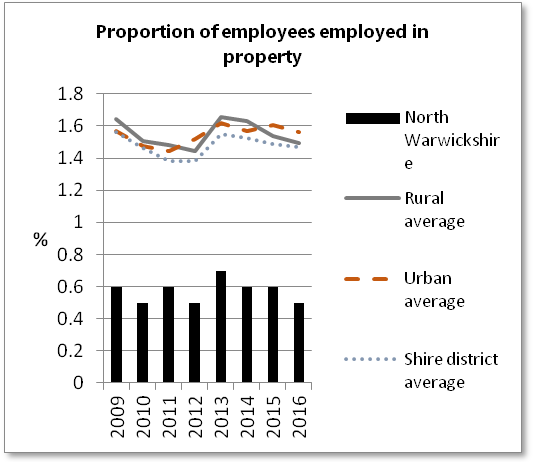 Proportion of employees employed in
property
1.8
1.6
1.4
1.2
1
0.8
0.6
0.4
0.2
0
%
2009
2010
2011
2012
2013
2014
2015
2016
North
Warwickshir
e
Rural
average
Urban
average
Shire district
average